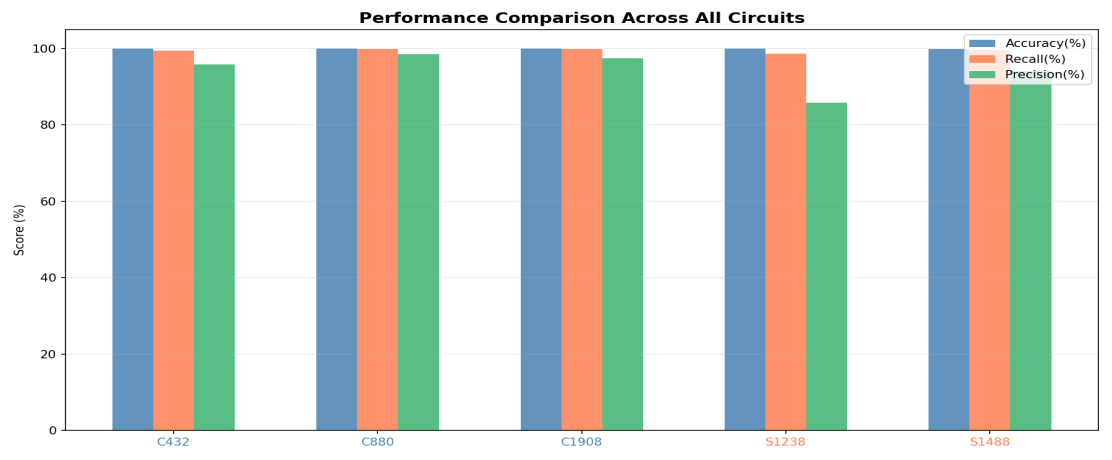 Performance Comparison Across All Circuits
Accuracy(%)
Recall(%)
Precision(%)
Score (%)
100
80
60
40
20
0
C432 C880 C1908 S1238 S1488